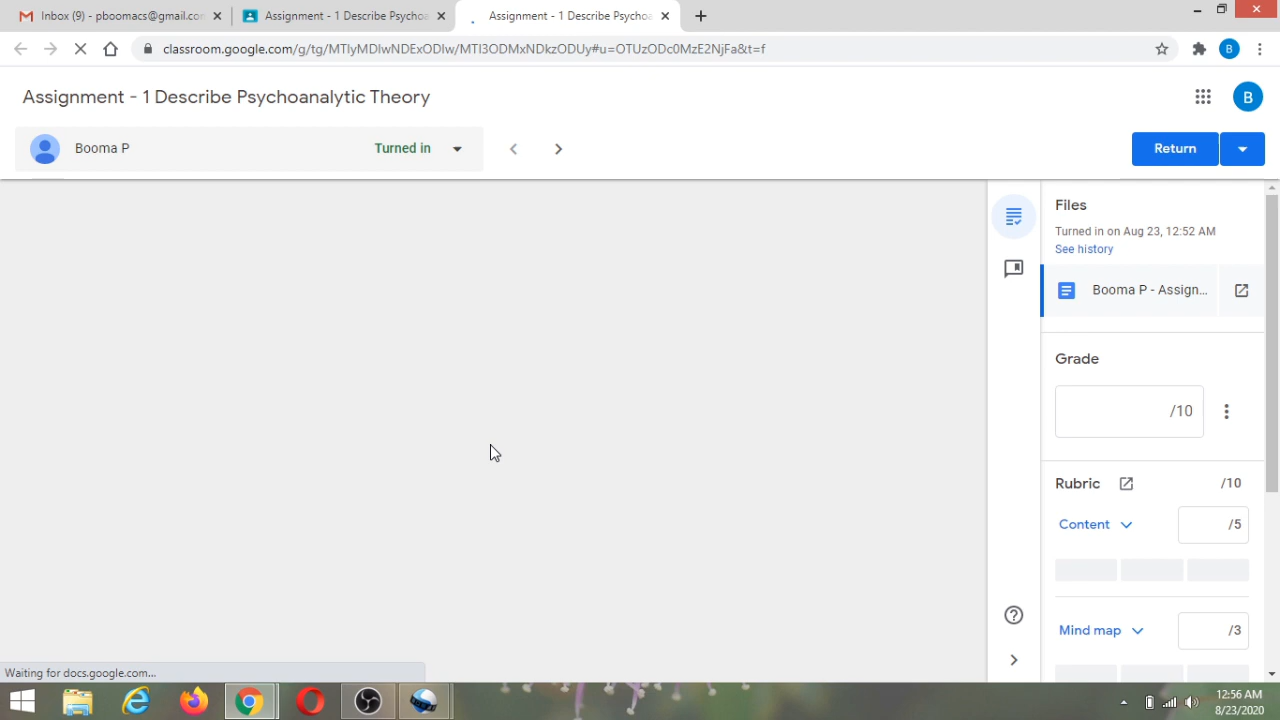 Inbox (9) - pboomacs@gmail.com
Assignment - 1 Describe Psychoa
Assignment - 1 Describe Psychoa
classroom.google.com/g/tg/MTIyMDIwNDExODIw/MTI3ODMxNDkzODUy#u=OTUzODc0MzE2NjFa&t=f
B
Assignment - 1 Describe Psychoanalytic Theory
B
Booma P
Turned in
Return
Files
Turned in on Aug 23, 12:52 AM
See history
Booma P - Assign...
Grade
/10
Rubric /10
Content /5
Mind map /3
Waiting for docs.google.com...
12:56 AM
8/23/2020